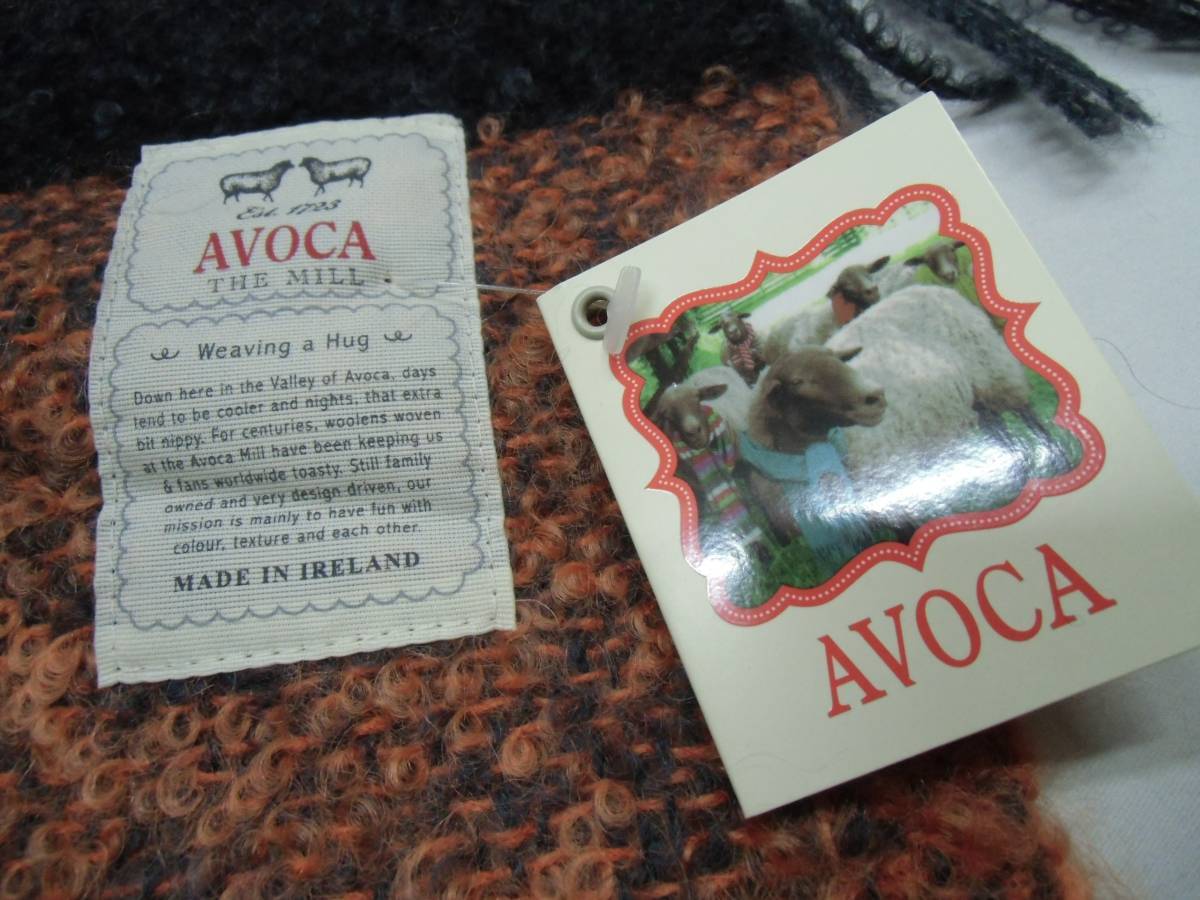 Est. 1723
AVOCA
THE MILL
Weaving a Hug
Down here in the Valley of Avoca, days
tend to be cooler and nights, that extra
bit nippy. For centuries, woolens woven
at the Avoca Mill have been keeping us
& fans worldwide toasty. Still family
owned and very design driven, our
mission is mainly to have fun with
colour, texture and each other.
MADE IN IRELAND
AVOCA